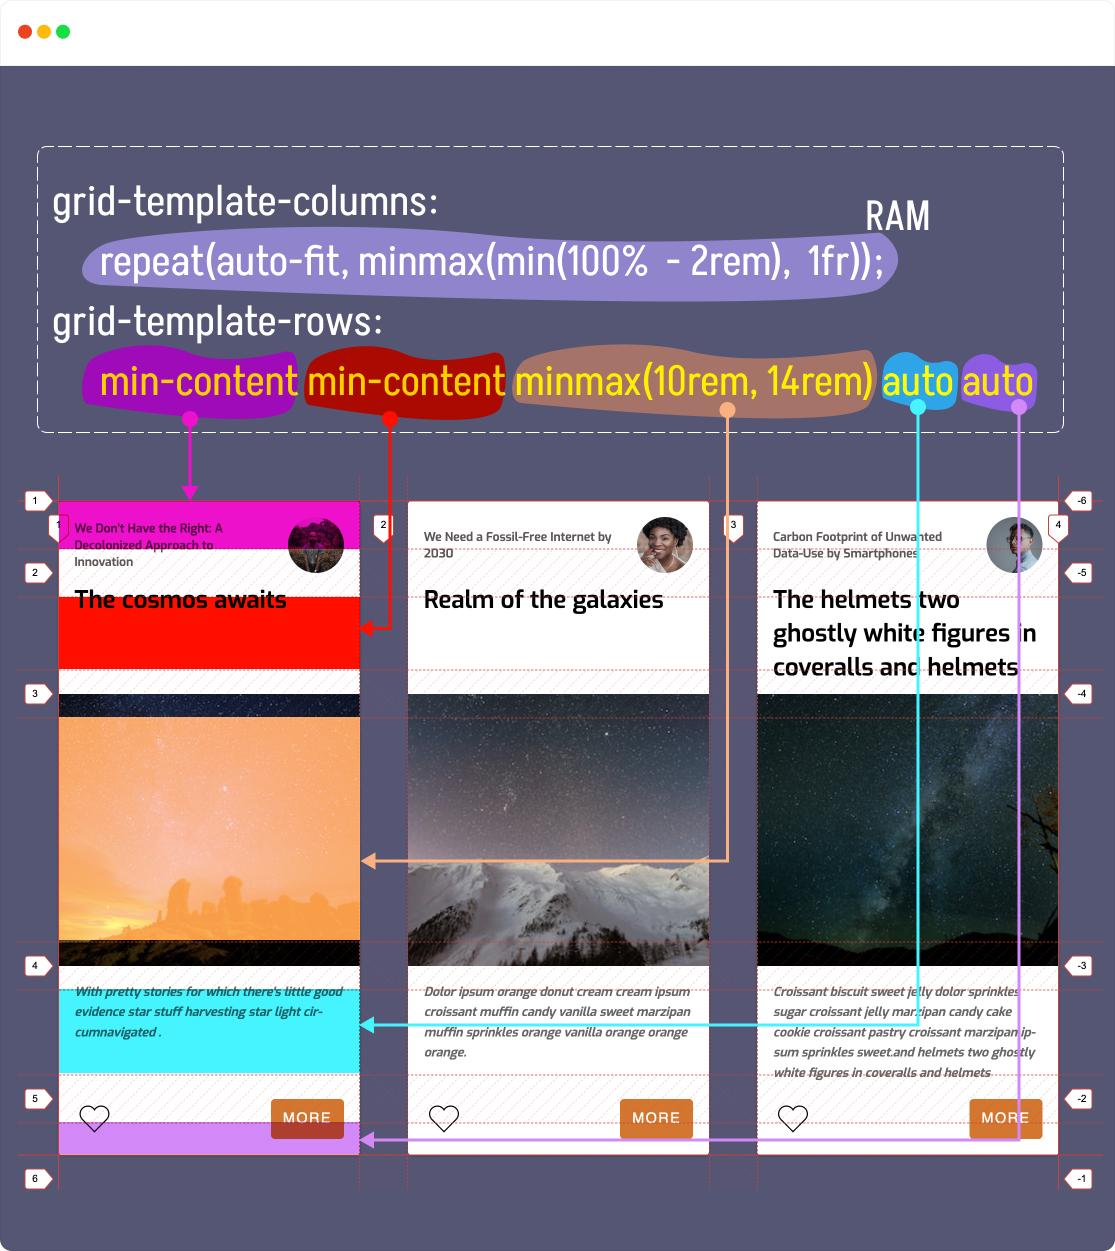 grid-template-columns:
RAM
repeat(auto-fit, minmax(min(100% - 2rem), 1fr));
grid-template-rows:
min-content min-content minmax(10rem, 14rem) auto auto
1
-6
1
2
3
4
We Don't Have the Right: A
Decolonized Approach to
Innovation
We Need a Fossil-Free Internet by
2030
Carbon Footprint of Unwanted
Data-Use by Smartphones
2
-5
The cosmos awaits
Realm of the galaxies
The helmets two
ghostly white figures in
coveralls and helmets
3
-4
4
-3
With pretty stories for which there's little good
evidence star stuff harvesting star light cir-
cumnavigated .
Dolor ipsum orange donut cream cream ipsum
croissant muffin candy vanilla sweet marzipan
muffin sprinkles orange vanilla orange orange
orange.
Croissant biscuit sweet jelly dolor sprinkles
sugar croissant jelly marzipan candy cake
cookie croissant pastry croissant marzipan ip-
sum sprinkles sweet.and helmets two ghostly
white figures in coveralls and helmets
5
-2
MORE
MORE
MORE
6
-1